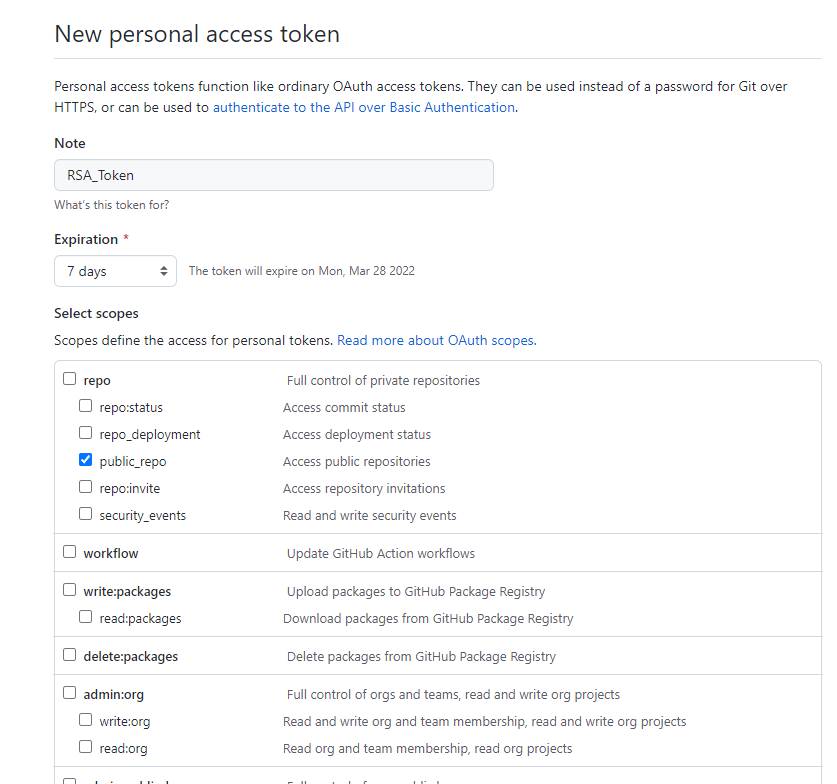 New personal access token
Personal access tokens function like ordinary OAuth access tokens. They can be used instead of a password for Git over
HTTPS, or can be used to authenticate to the API over Basic Authentication.
Note
RSA_Token
What's this token for?
Expiration *
7 days The token will expire on Mon, Mar 28 2022
Select scopes
Scopes define the access for personal tokens. Read more about OAuth scopes.
repo Full control of private repositories
repo:status Access commit status
repo_deployment Access deployment status
public_repo Access public repositories
repo:invite Access repository invitations
security_events Read and write security events
workflow Update GitHub Action workflows
write:packages Upload packages to GitHub Package Registry
read:packages Download packages from GitHub Package Registry
delete:packages Delete packages from GitHub Package Registry
admin:org Full control of orgs and teams, read and write org projects
write:org Read and write org and team membership, read and write org projects
read:org Read org and team membership, read org projects